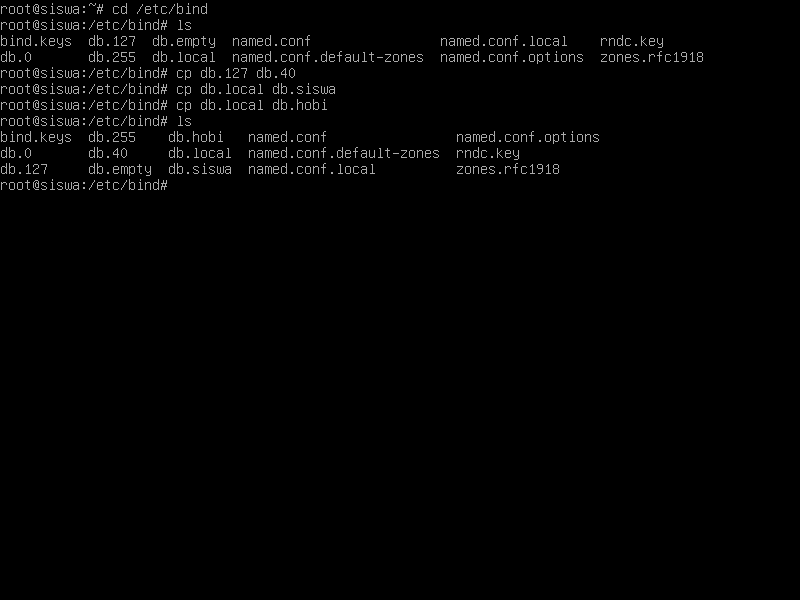 root@siswa:~# cd /etc/bind
root@siswa:/etc/bind# ls
bind.keys  db.127  db.empty  named.conf                named.conf.local    rndc.key
db.0       db.255  db.local  named.conf.default-zones  named.conf.options  zones.rfc1918
root@siswa:/etc/bind# cp db.127 db.40
root@siswa:/etc/bind# cp db.local db.siswa
root@siswa:/etc/bind# cp db.local db.hobi
root@siswa:/etc/bind# ls
bind.keys  db.255    db.hobi   named.conf                named.conf.options
db.0       db.40     db.local  named.conf.default-zones  rndc.key
db.127     db.empty  db.siswa  named.conf.local          zones.rfc1918
root@siswa:/etc/bind#